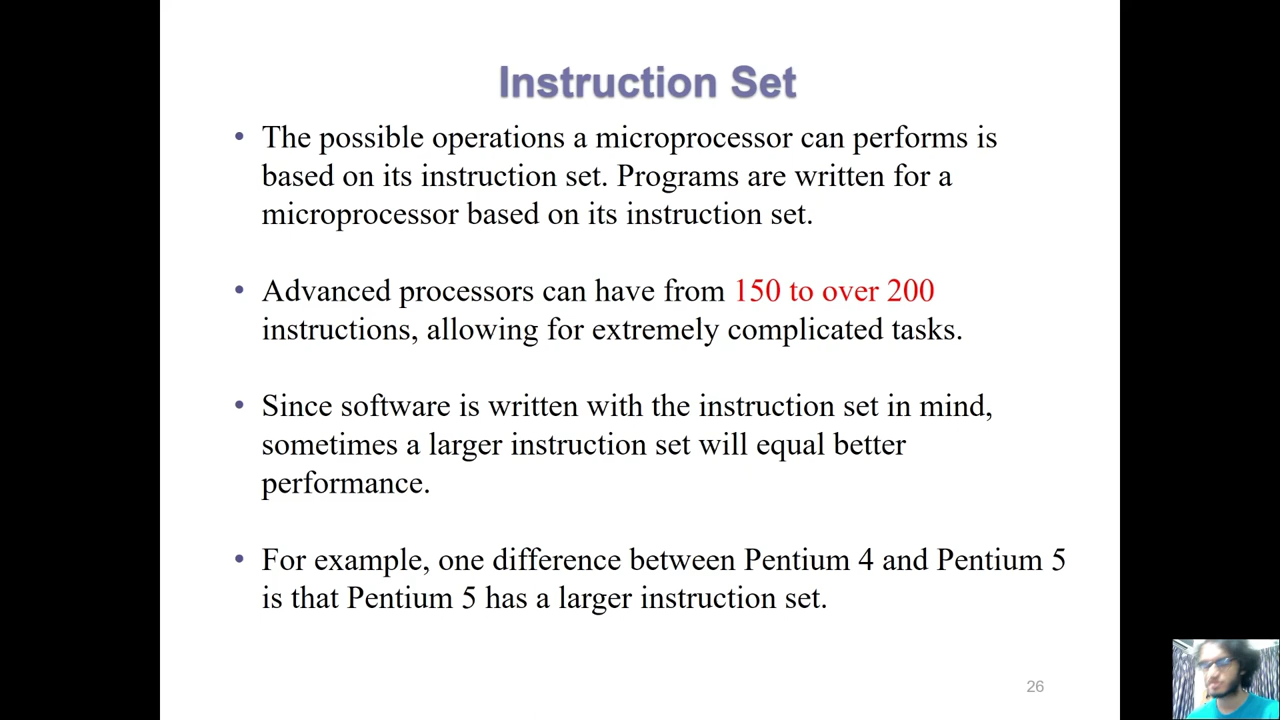 Instruction Set
• The possible operations a microprocessor can performs is
based on its instruction set. Programs are written for a
microprocessor based on its instruction set.
• Advanced processors can have from 150 to over 200
instructions, allowing for extremely complicated tasks.
• Since software is written with the instruction set in mind,
sometimes a larger instruction set will equal better
performance.
• For example, one difference between Pentium 4 and Pentium 5
is that Pentium 5 has a larger instruction set.
26